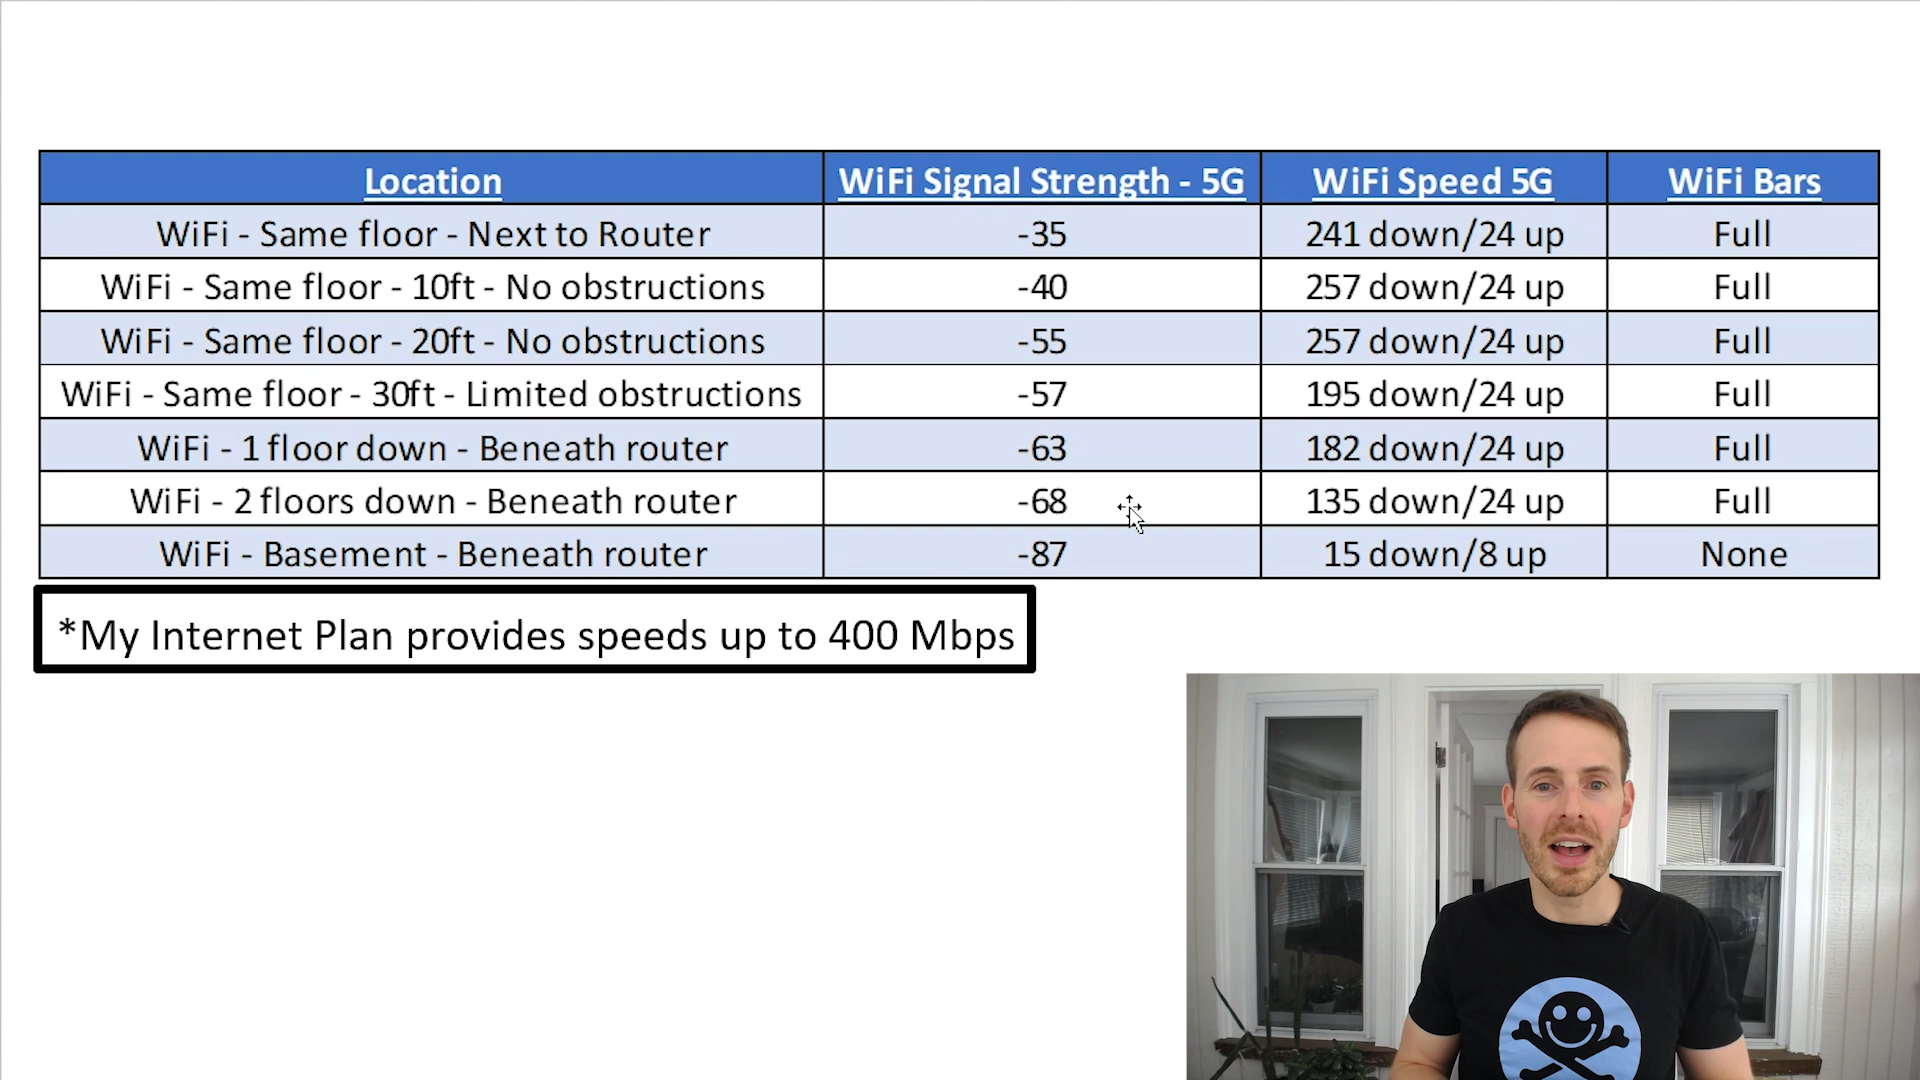 Location WiFi Signal Strength - 5G WiFi Speed 5G WiFi Bars
WiFi - Same floor - Next to Router -35 241 down/24 up Full
WiFi - Same floor - 10ft - No obstructions -40 257 down/24 up Full
WiFi - Same floor - 20ft - No obstructions -55 257 down/24 up Full
WiFi - Same floor - 30ft - Limited obstructions -57 195 down/24 up Full
WiFi - 1 floor down - Beneath router -63 182 down/24 up Full
WiFi - 2 floors down - Beneath router -68 135 down/24 up Full
WiFi - Basement - Beneath router -87 15 down/8 up None
*My Internet Plan provides speeds up to 400 Mbps